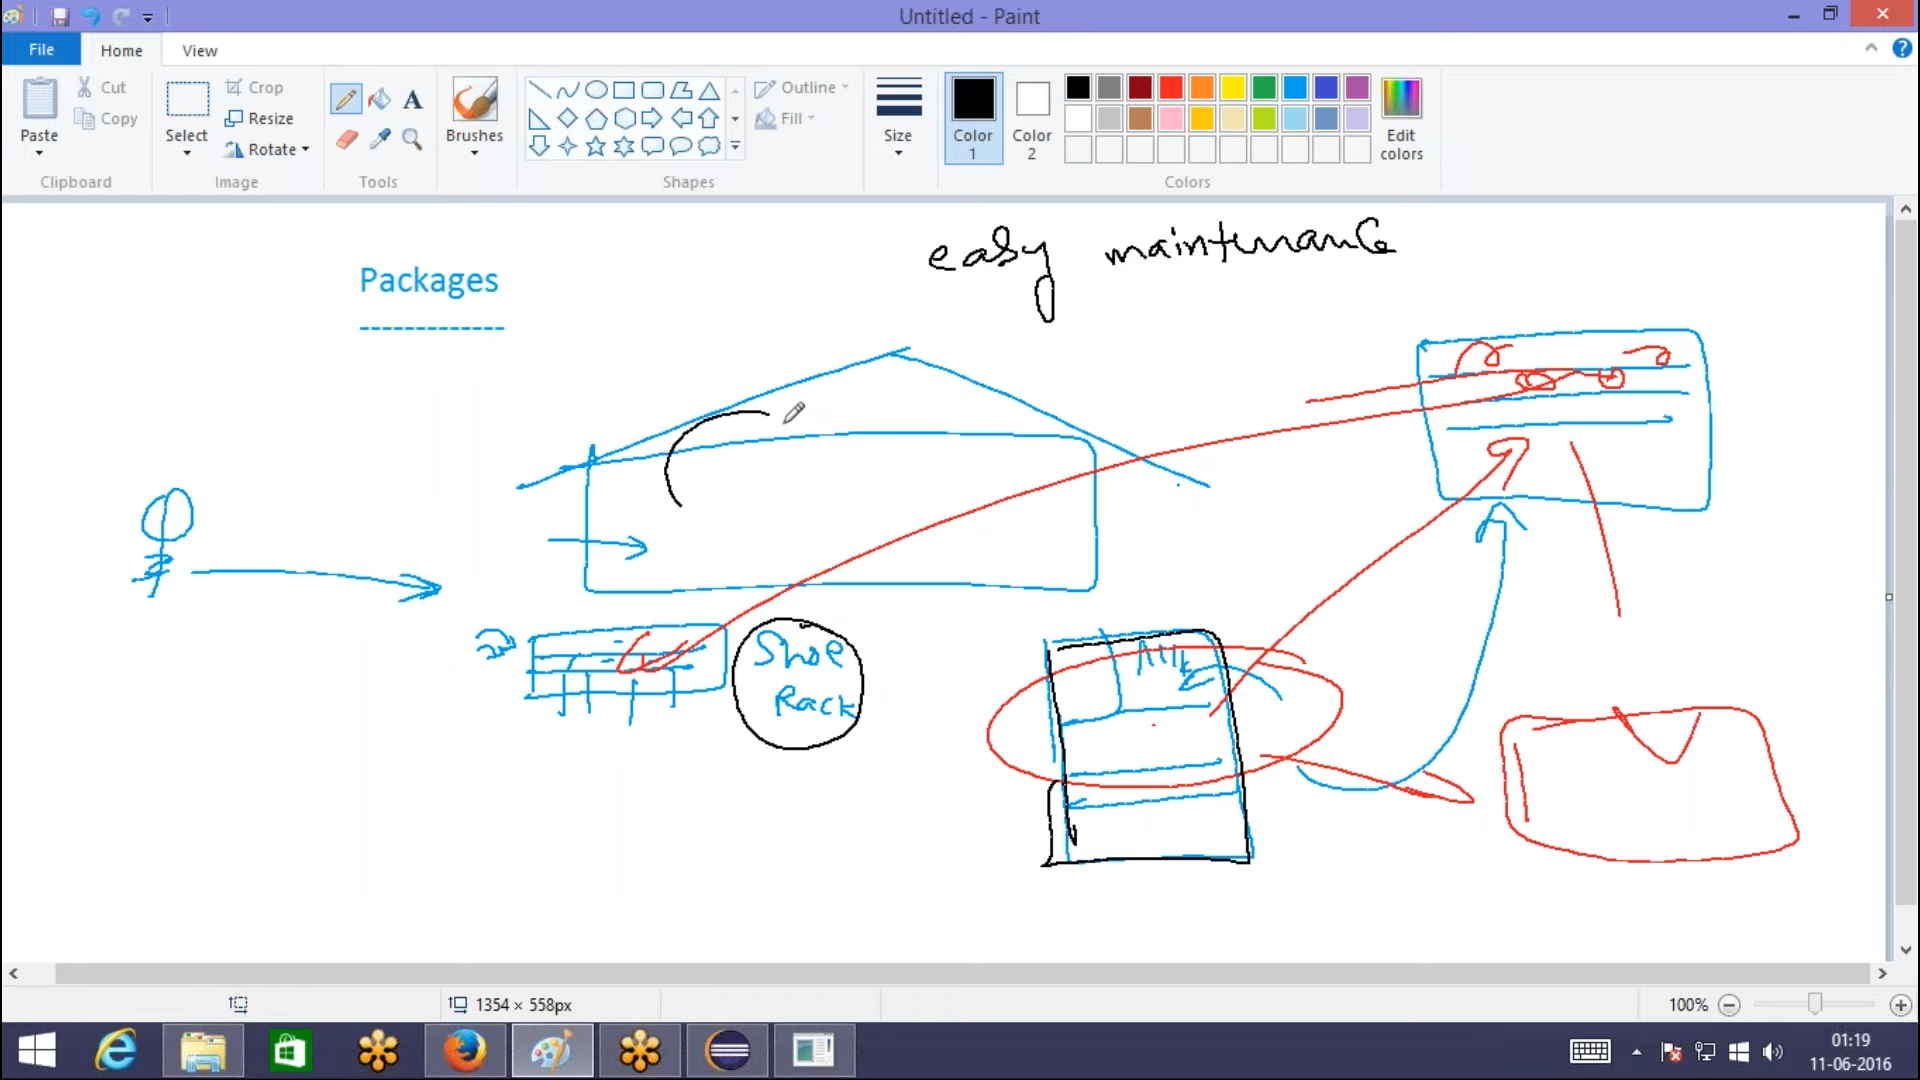 Untitled - Paint
File
Home
View
Paste
Cut
Copy
Clipboard
Select
Crop
Resize
Rotate
Image
Tools
Brushes
Shapes
Outline
Fill
Size
Color 1
Color 2
Edit colors
Colors
easy maintenance
Packages
-------------
Shoe
Rack
1354 × 558px
100%
01:19
11-06-2016